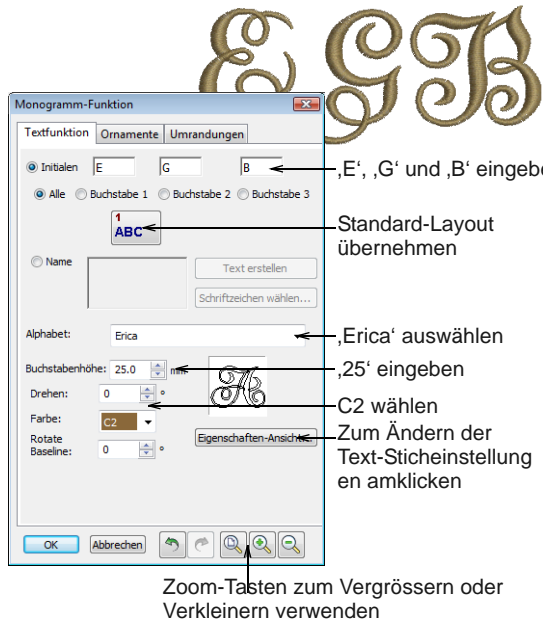 EGB
Monogramm-Funktion
Textfunktion Ornamente Umrandungen
Initialen E G B
‚E‘, ‚G‘ und ‚B‘ eingebe
Alle Buchstabe 1 Buchstabe 2 Buchstabe 3
1
ABC
Standard-Layout
übernehmen
Name
Text erstellen
Schriftzeichen wählen...
Alphabet: Erica
‚Erica‘ auswählen
Buchstabenhöhe: 25.0 mm
‚25‘ eingeben
A
Drehen: 0 °
Farbe: C2
C2 wählen
Rotate
Baseline: 0 °
Eigenschaften-Ansicht...
Zum Ändern der
Text-Sticheinstellung
en amklicken
OK Abbrechen
Zoom-Tasten zum Vergrössern oder
Verkleinern verwenden